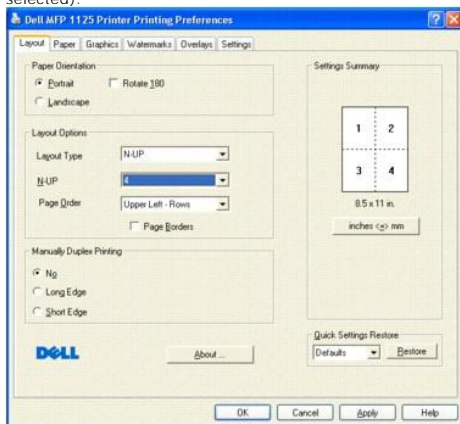 selected).
Dell MFP 1125 Printer Printing Preferences
Layout Paper Graphics Watermarks Overlays Settings
Paper Orientation
Portrait Rotate 180
Landscape
Layout Options
Layout Type N-UP
N-UP 4
Page Order Upper Left - Rows
Page Borders
Manually Duplex Printing
No
Long Edge
Short Edge
DELL
About ...
Settings Summary
1 2
3 4
8.5 x 11 in.
inches <=> mm
Quick Settings Restore
Defaults Restore
OK Cancel Apply Help